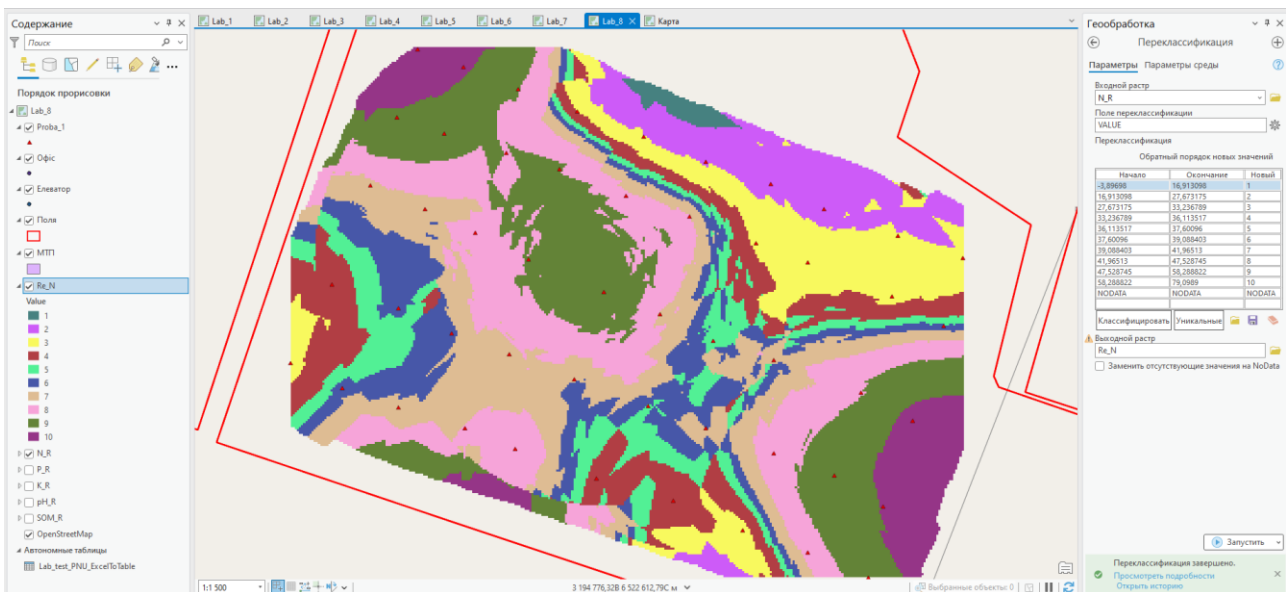 Содержание
Поиск
Порядок прорисовки
Lab_8
Proba_1
Офіс
Елеватор
Поля
МТП
Re_N
Value
1
2
3
4
5
6
7
8
9
10
N_R
P_R
K_R
pH_R
SOM_R
OpenStreetMap
Автономные таблицы
Lab_test_PNU_ExcelToTable
Lab_1 Lab_2 Lab_3 Lab_4 Lab_5 Lab_6 Lab_7 Lab_8 Карта
1:1 500
3 194 776,32В 6 522 612,79С м
Выбранные объекты: 0
Геообработка
Переклассификация
Параметры Параметры среды
Входной растр
N_R
Поле переклассификации
VALUE
Переклассификация
Обратный порядок новых значений
Начало Окончание Новый
-3,89698 16,913098 1
16,913098 27,673175 2
27,673175 33,236789 3
33,236789 36,113517 4
36,113517 37,60096 5
37,60096 39,088403 6
39,088403 41,96513 7
41,96513 47,528745 8
47,528745 58,288822 9
58,288822 79,0989 10
NODATA NODATA NODATA
Классифицировать Уникальные
Выходной растр
Re_N
Заменить отсутствующие значения на NoData
Запустить
Переклассификация завершено.
Просмотреть подробности
Открыть историю